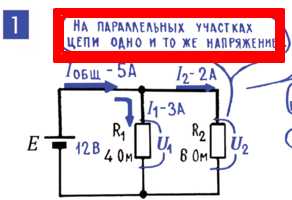 1
НА ПАРАЛЛЕЛЬНЫХ УЧАСТКАХ
ЦЕПИ ОДНО И ТО ЖЕ НАПРЯЖЕНИЕ
Iобщ-5А
I2-2А
I1-3А
E
12В
R1
4 Ом
U1
R2
6 Ом
U2